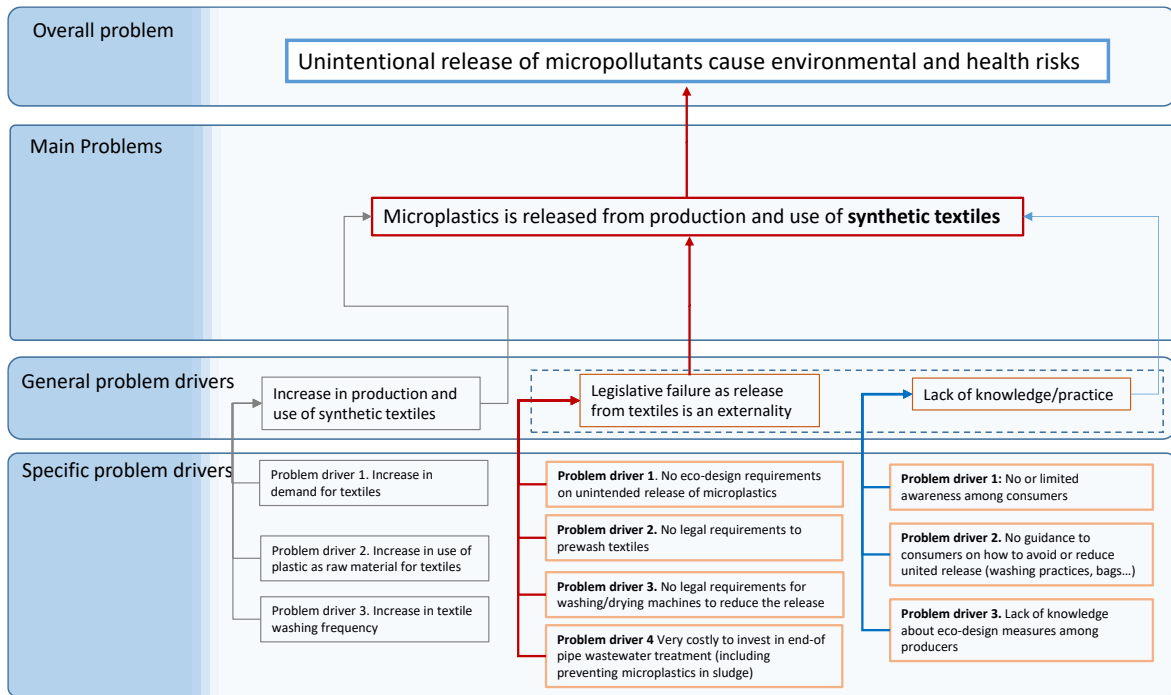 Overall problem
Unintentional release of micropollutants cause environmental and health risks
Main Problems
Microplastics is released from production and use of synthetic textiles
General problem drivers
Increase in production and
use of synthetic textiles
Legislative failure as release
from textiles is an externality
Lack of knowledge/practice
Specific problem drivers
Problem driver 1. Increase in
demand for textiles
Problem driver 2. Increase in use of
plastic as raw material for textiles
Problem driver 3. Increase in textile
washing frequency
Problem driver 1. No eco-design requirements
on unintended release of microplastics
Problem driver 2. No legal requirements to
prewash textiles
Problem driver 3. No legal requirements for
washing/drying machines to reduce the release
Problem driver 4 Very costly to invest in end-of
pipe wastewater treatment (including
preventing microplastics in sludge)
Problem driver 1: No or limited
awareness among consumers
Problem driver 2. No guidance to
consumers on how to avoid or reduce
united release (washing practices, bags…)
Problem driver 3. Lack of knowledge
about eco-design measures among
producers